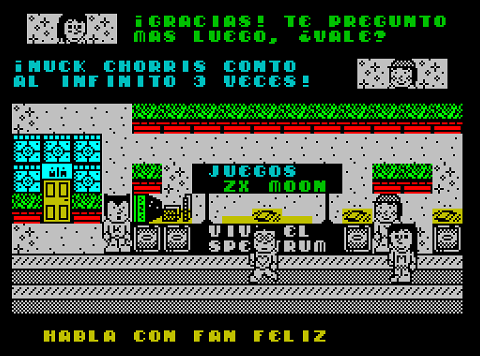 ¡GRACIAS! TE PREGUNTO
MAS LUEGO, ¿VALE?
¡NUCK CHORRIS CONTO
AL INFINITO 3 VECES!
JUEGOS
ZX MOON
VIVA EL
SPECTRUM
HABLA CON FAN FELIZ